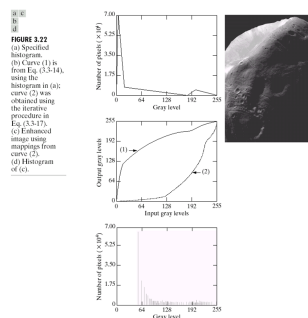 a c
b
d
FIGURE 3.22
(a) Specified
histogram.
(b) Curve (1) is
from Eq. (3.3-14),
using the
histogram in (a);
curve (2) was
obtained using
the iterative
procedure in
Eq. (3.3-17).
(c) Enhanced
image using
mappings from
curve (2).
(d) Histogram
of (c).
Number of pixels (× 10⁴)
7.00
5.25
3.50
1.75
0
0 64 128 192 255
Gray level
Output gray levels
255
192
128
64
0
(1)
(2)
0 64 128 192 255
Input gray levels
Number of pixels (× 10⁴)
7.00
5.25
3.50
1.75
0
0 64 128 192 255
Gray level